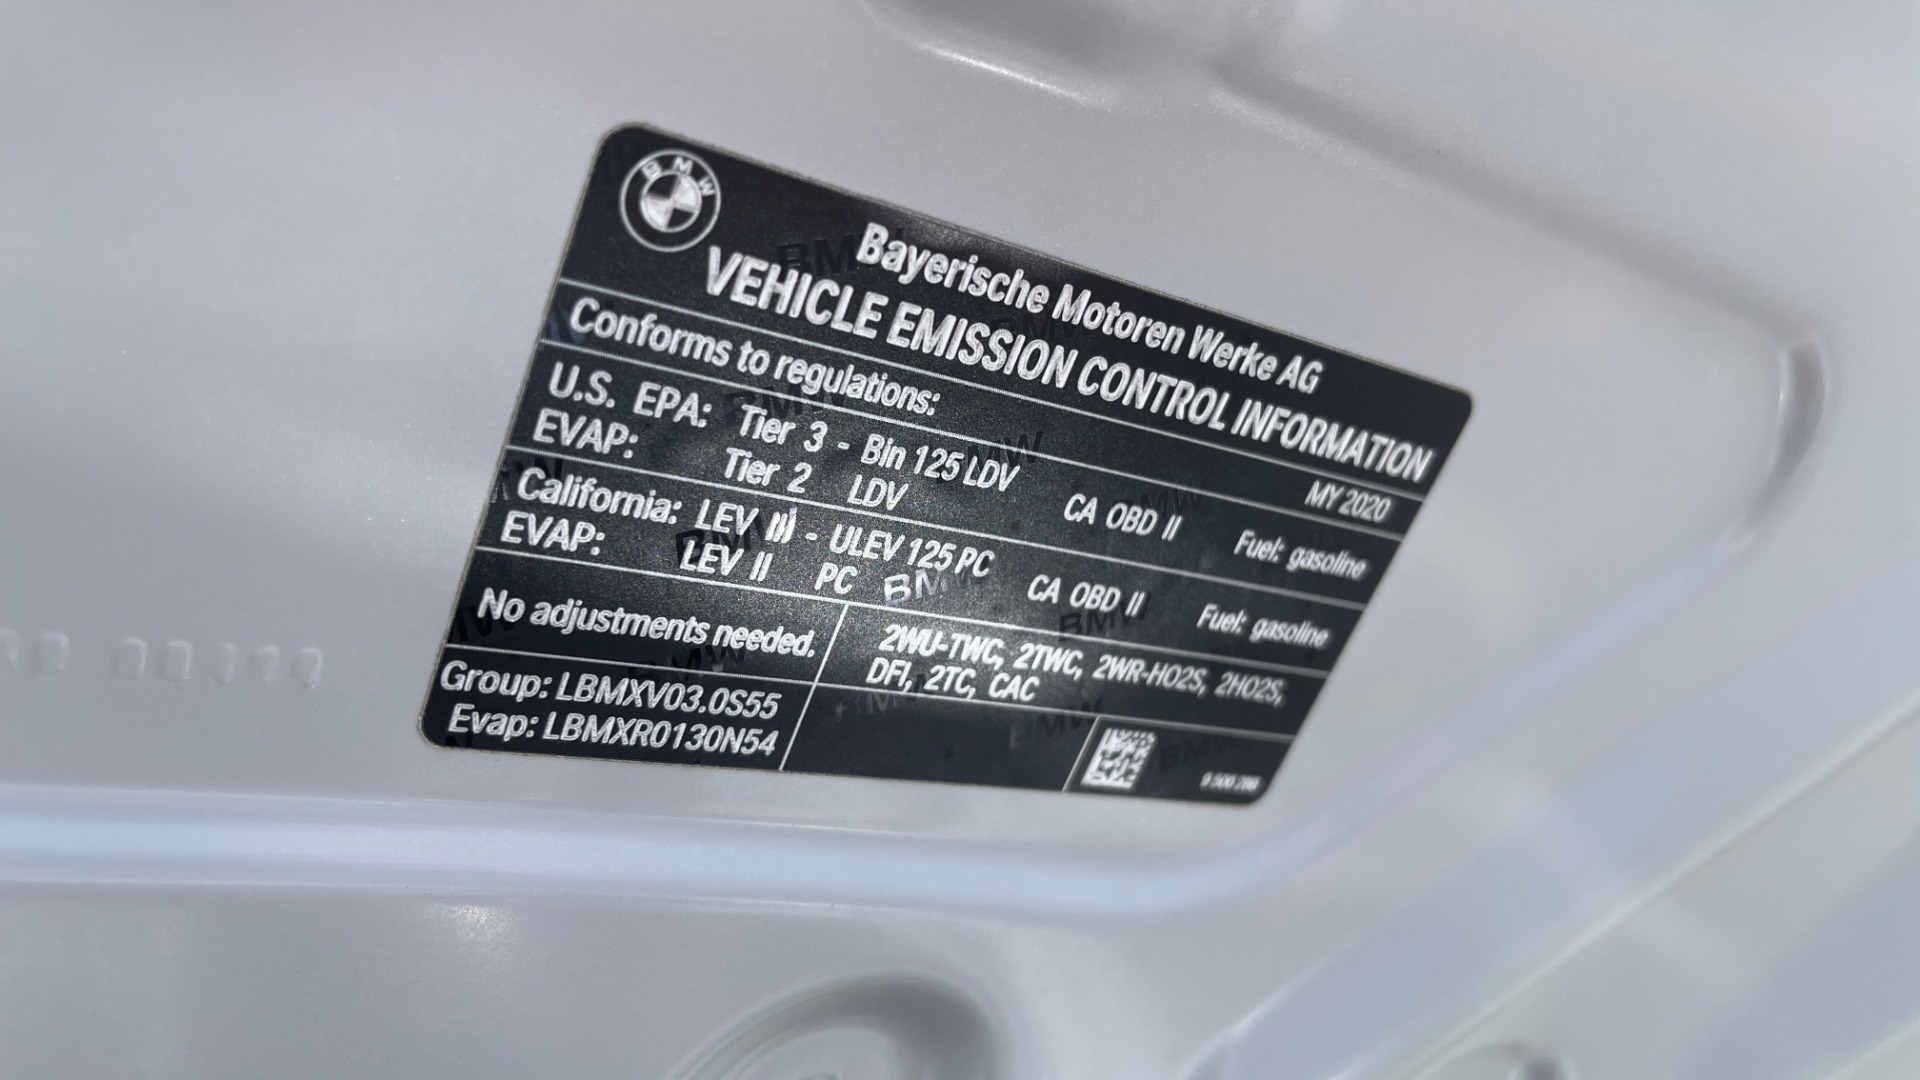 BMW
Bayerische Motoren Werke AG
VEHICLE EMISSION CONTROL INFORMATION
Conforms to regulations: MY 2020
U.S. EPA: Tier 3 - Bin 125 LDV CA OBD II Fuel: gasoline
EVAP: Tier 2 LDV
California: LEV III - ULEV 125 PC CA OBD II Fuel: gasoline
EVAP: LEV II PC
No adjustments needed.
2WU-TWC, 2TWC, 2WR-HO2S, 2HO2S,
DFI, 2TC, CAC
Group: LBMXV03.0S55
Evap: LBMXR0130N54